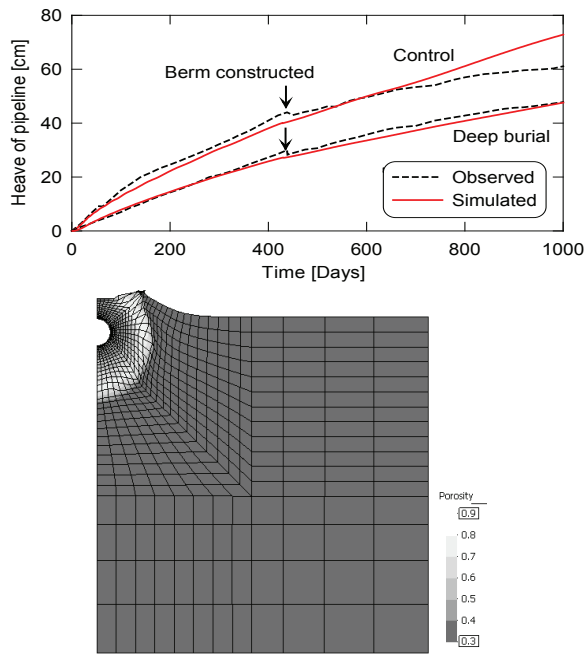 Heave of pipeline [cm]
80
60
40
20
0
Control
Berm constructed
Deep burial
Observed
Simulated
0 200 400 600 800 1000
Time [Days]
Porosity
0.9
0.8
0.7
0.6
0.5
0.4
0.3